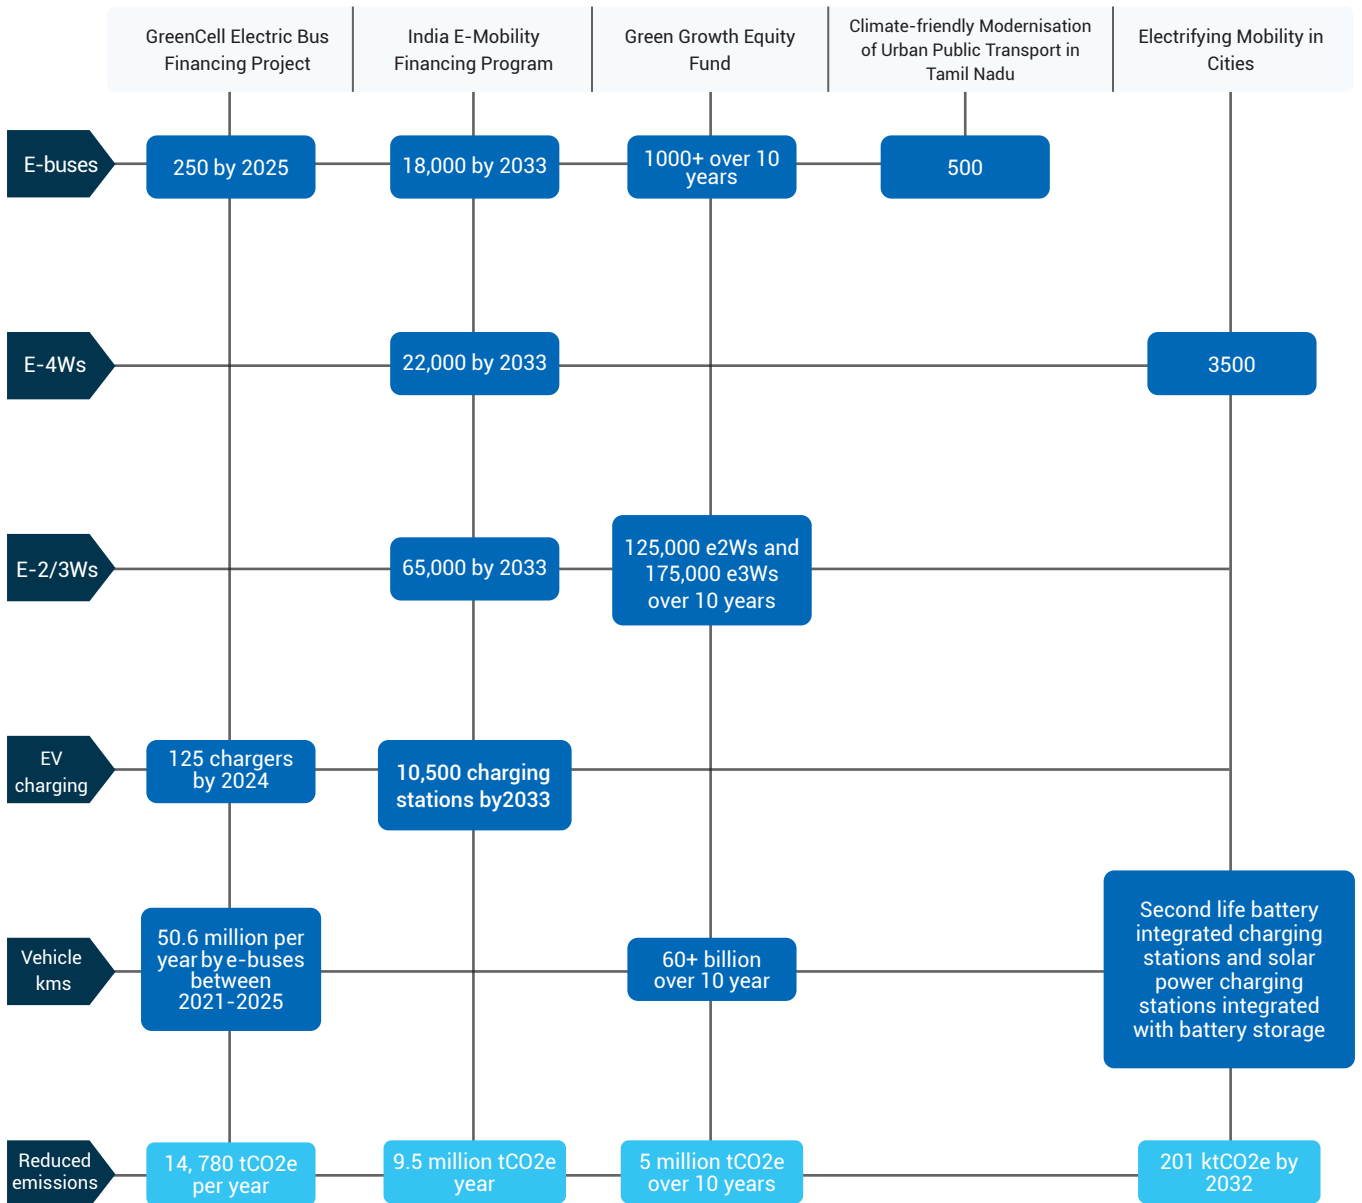 GreenCell Electric Bus
Financing Project
India E-Mobility
Financing Program
Green Growth Equity
Fund
Climate-friendly Modernisation
of Urban Public Transport in
Tamil Nadu
Electrifying Mobility in
Cities
E-buses
250 by 2025
18,000 by 2033
1000+ over 10
years
500
E-4Ws
22,000 by 2033
3500
E-2/3Ws
65,000 by 2033
125,000 e2Ws and
175,000 e3Ws
over 10 years
EV
charging
125 chargers
by 2024
10,500 charging
stations by2033
Vehicle
kms
50.6 million per
year by e-buses
between
2021-2025
60+ billion
over 10 year
Second life battery
integrated charging
stations and solar
power charging
stations integrated
with battery storage
Reduced
emissions
14, 780 tCO2e
per year
9.5 million tCO2e
year
5 million tCO2e
over 10 years
201 ktCO2e by
2032